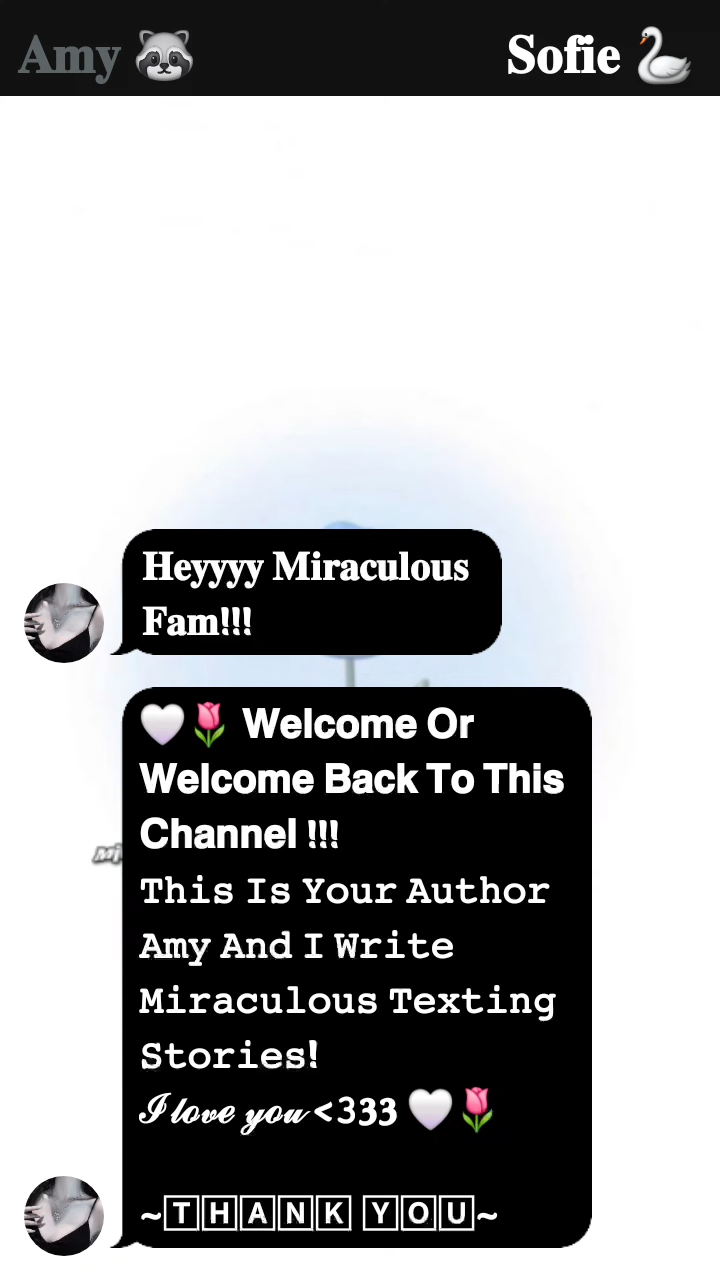 Amy 🦝
Sofie 🦢
Heyyyy Miraculous
Fam!!!
🤍🌷 Welcome Or
Welcome Back To This
Channel !!!
This Is Your Author
Amy And I Write
Miraculous Texting
Stories!
I love you <333 🤍🌷
~THANK YOU~